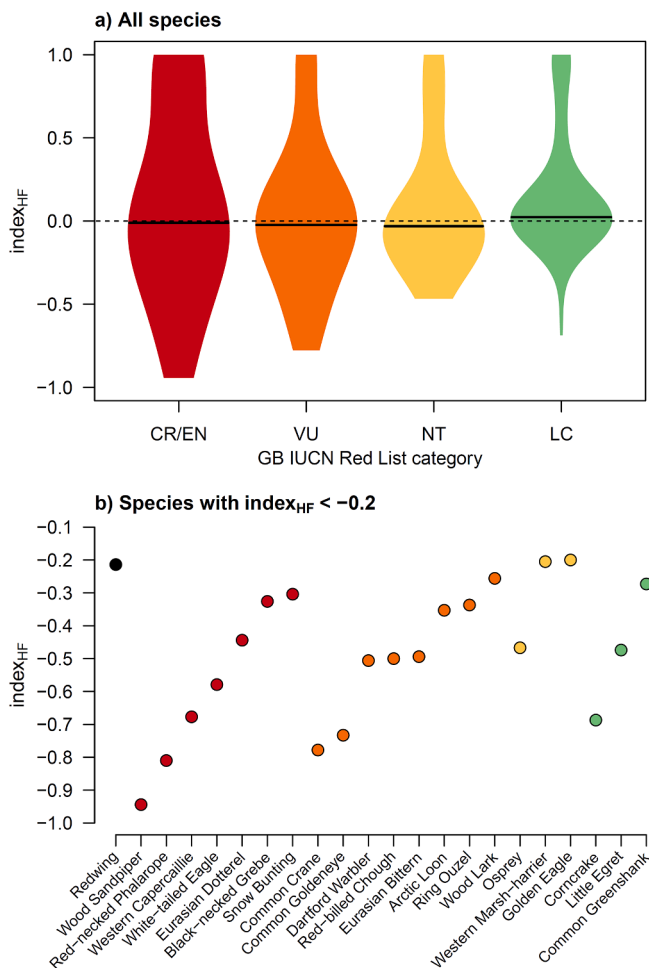 a) All species
1.0
0.5
0.0
−0.5
−1.0
indexHF
CR/EN VU NT LC
GB IUCN Red List category
b) Species with indexHF < −0.2
−0.1
−0.2
−0.3
−0.4
−0.5
−0.6
−0.7
−0.8
−0.9
−1.0
indexHF
Redwing
Wood Sandpiper
Red−necked Phalarope
Western Capercaillie
White−tailed Eagle
Eurasian Dotterel
Black−necked Grebe
Snow Bunting
Common Crane
Common Goldeneye
Dartford Warbler
Red−billed Chough
Eurasian Bittern
Arctic Loon
Ring Ouzel
Wood Lark
Osprey
Western Marsh−harrier
Golden Eagle
Corncrake
Little Egret
Common Greenshank